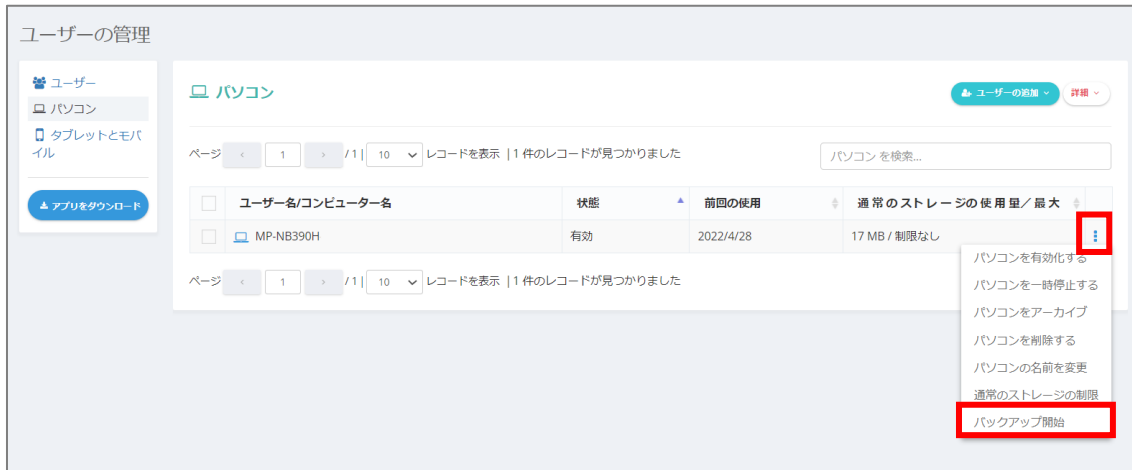 ユーザーの管理
ユーザー
パソコン
タブレットとモバ
イル
アプリをダウンロード
パソコン
ユーザーの追加
詳細
ページ 1 / 1 | 10 レコードを表示 | 1 件のレコードが見つかりました
パソコン を検索...
ユーザー名/コンピューター名 状態 前回の使用 通常のストレージの使用量／最大
MP-NB390H 有効 2022/4/28 17 MB / 制限なし
ページ 1 / 1 | 10 レコードを表示 | 1 件のレコードが見つかりました
パソコンを有効化する
パソコンを一時停止する
パソコンをアーカイブ
パソコンを削除する
パソコンの名前を変更
通常のストレージの制限
バックアップ開始